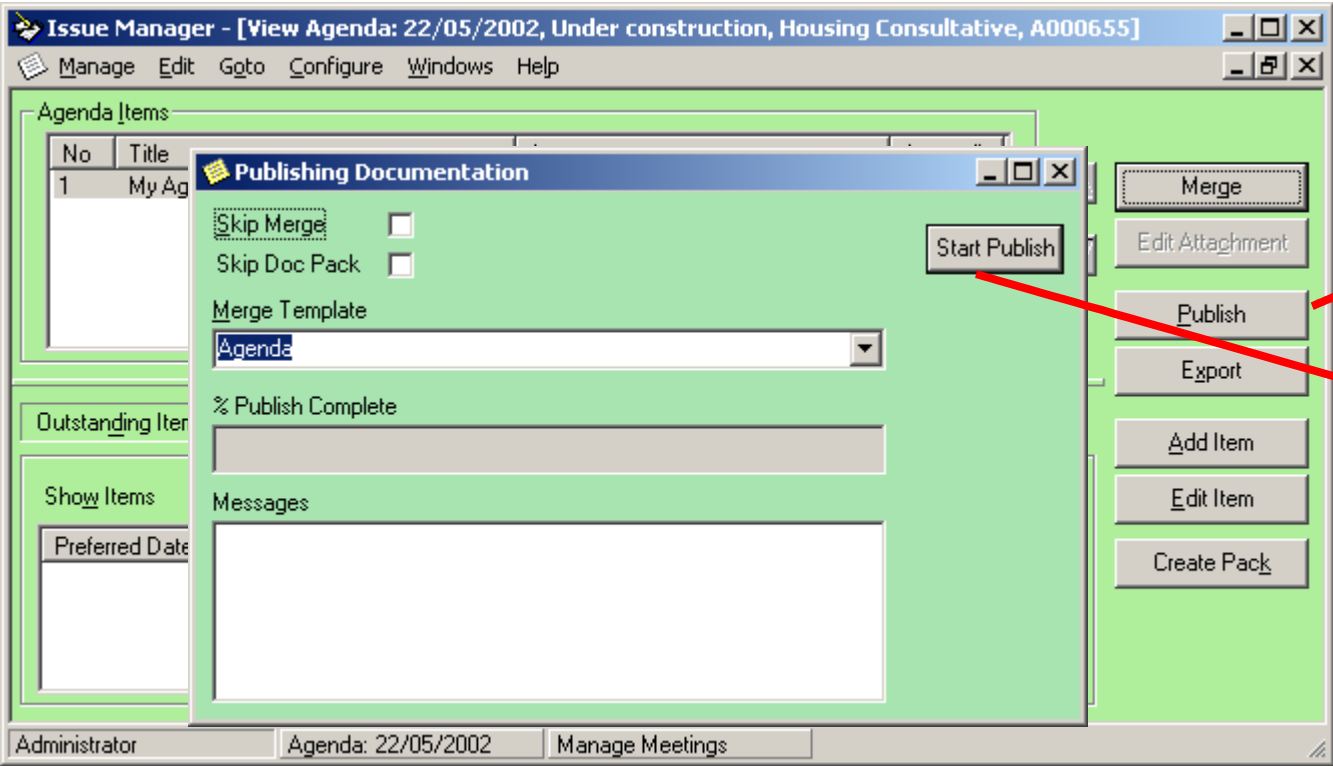 Issue Manager - [View Agenda: 22/05/2002, Under construction, Housing Consultative, A000655]
Manage Edit Goto Configure Windows Help
Agenda Items
No Title
1 My Ag
Publishing Documentation
Skip Merge
Skip Doc Pack
Start Publish
Merge Template
Agenda
% Publish Complete
Messages
Merge
Edit Attachment
Publish
Export
Outstanding Iter
Add Item
Show Items
Edit Item
Preferred Date
Create Pack
Administrator Agenda: 22/05/2002 Manage Meetings